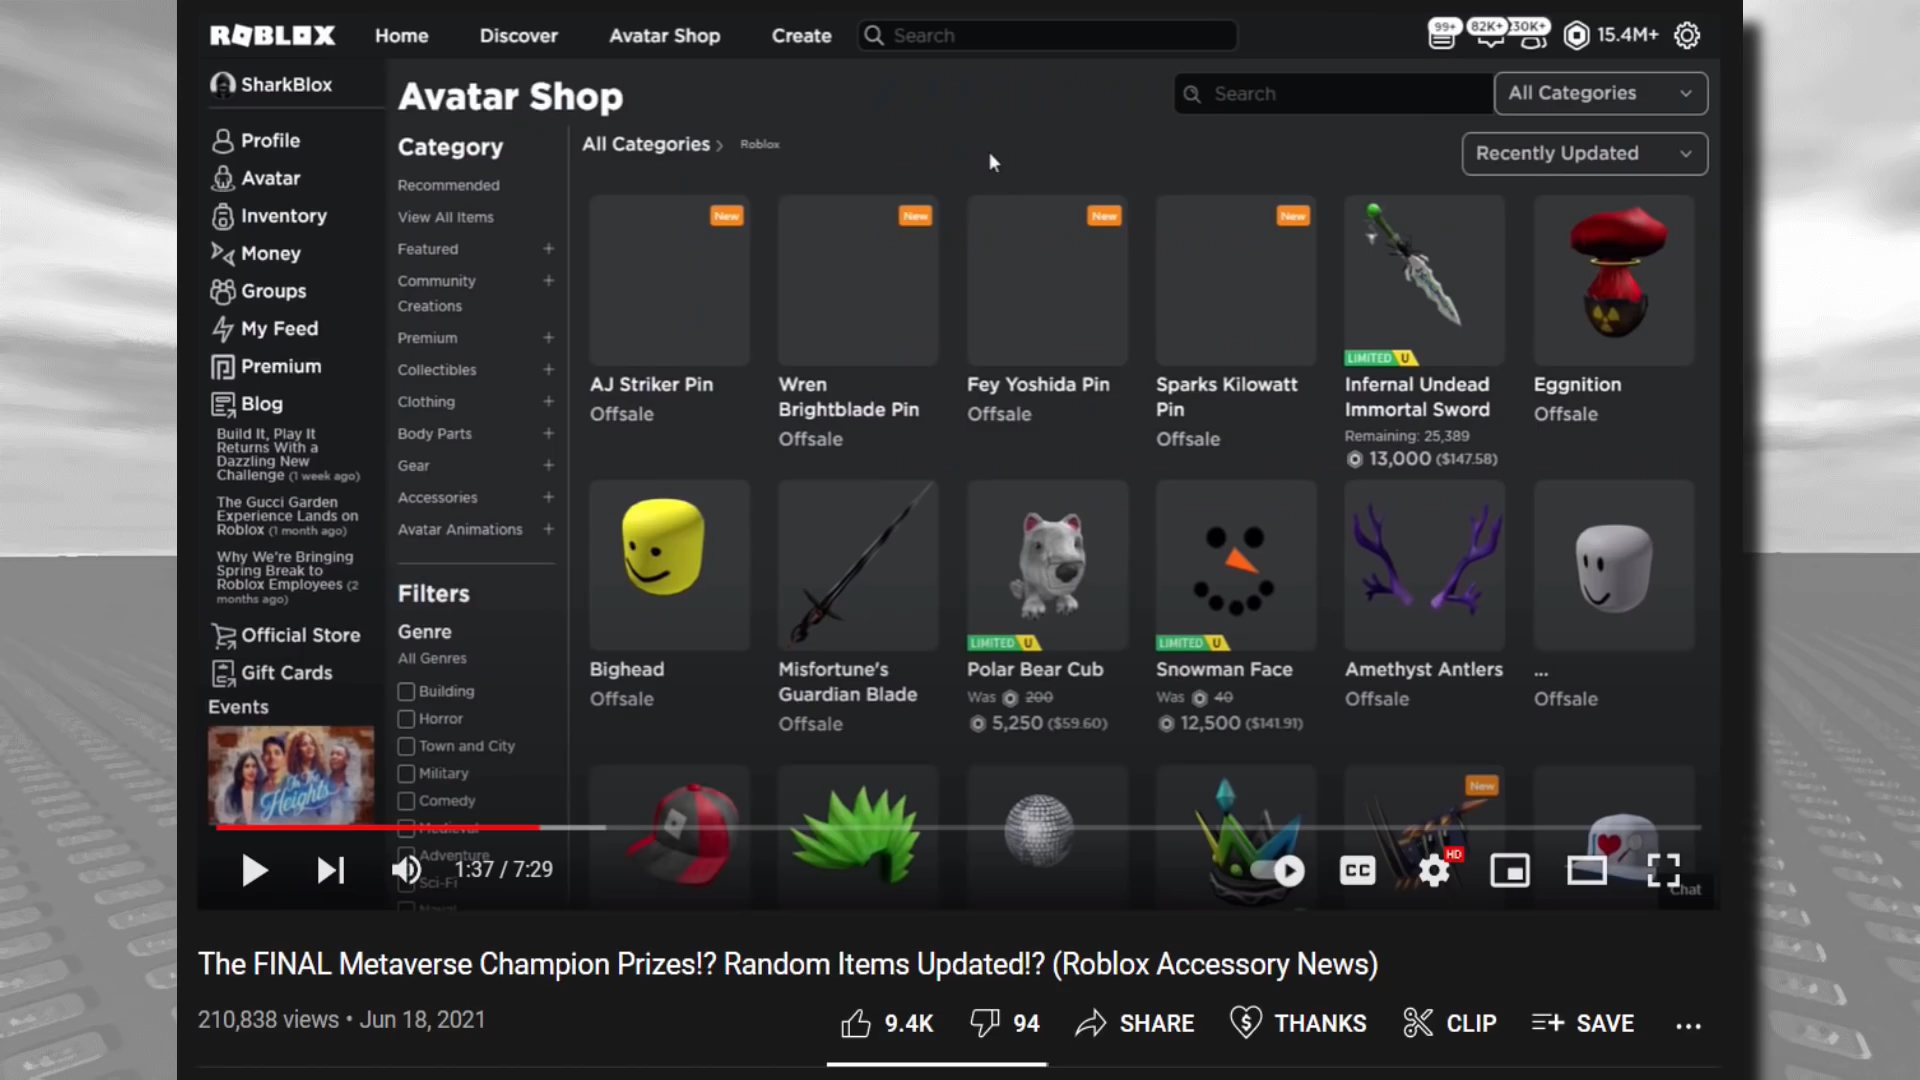 ROBLOX Home Discover Avatar Shop Create Search 99+ 82K+ 30K+ 15.4M+
SharkBlox
Profile
Avatar
Inventory
Money
Groups
My Feed
Premium
Blog
Build It, Play It
Returns With a
Dazzling New
Challenge (1 week ago)
The Gucci Garden
Experience Lands on
Roblox (1 month ago)
Why We're Bringing
Spring Break to
Roblox Employees (2
months ago)
Official Store
Gift Cards
Events
In The
Heights
Avatar Shop
Search All Categories
Category
Recommended
View All Items
Featured +
Community +
Creations
Premium +
Collectibles +
Clothing +
Body Parts +
Gear +
Accessories +
Avatar Animations +
Filters
Genre
All Genres
Building
Horror
Town and City
Military
Comedy
Medieval
Adventure
Sci-Fi
Naval
All Categories > Roblox
Recently Updated
New New New New
LIMITED U
AJ Striker Pin
Offsale
Wren
Brightblade Pin
Offsale
Fey Yoshida Pin
Offsale
Sparks Kilowatt
Pin
Offsale
Infernal Undead
Immortal Sword
Remaining: 25,389
13,000 ($147.58)
Eggnition
Offsale
Bighead
Offsale
Misfortune's
Guardian Blade
Offsale
LIMITED U
Polar Bear Cub
Was 200
5,250 ($59.60)
LIMITED U
Snowman Face
Was 40
12,500 ($141.91)
Amethyst Antlers
Offsale
...
Offsale
New
Chat
1:37 / 7:29
CC HD
The FINAL Metaverse Champion Prizes!? Random Items Updated!? (Roblox Accessory News)
210,838 views • Jun 18, 2021
9.4K 94 SHARE THANKS CLIP SAVE ...